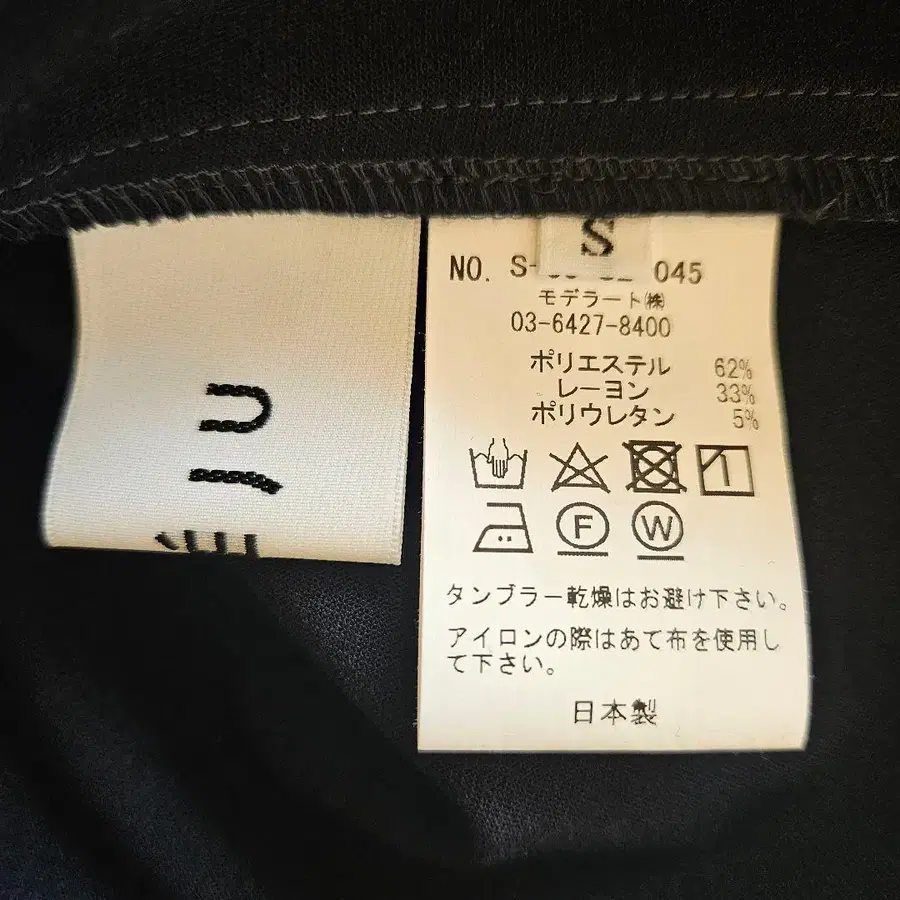 S
NO. S- 045
モデラート㈱
03-6427-8400
ポリエステル 62%
レーヨン 33%
ポリウレタン 5%
F W
タンブラー乾燥はお避け下さい。
アイロンの際はあて布を使用し
て下さい。
日本製